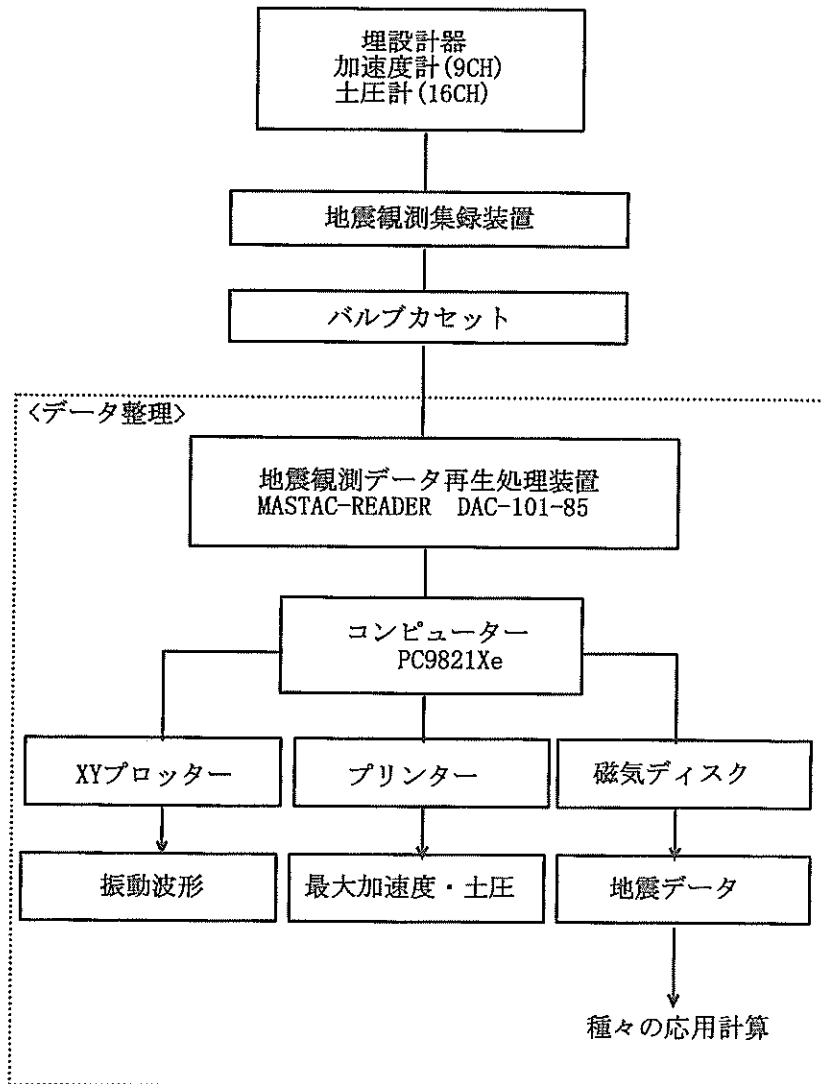 埋設計器
加速度計(9CH)
土圧計(16CH)
地震観測集録装置
バルブカセット
<データ整理>
地震観測データ再生処理装置
MASTAC-READER DAC-101-85
コンピューター
PC9821Xe
XYプロッター
プリンター
磁気ディスク
振動波形
最大加速度・土圧
地震データ
種々の応用計算